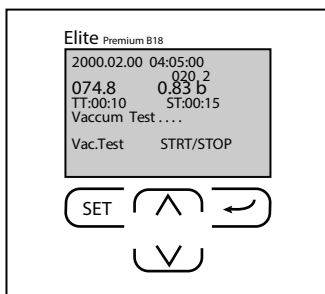 Elite Premium B18
2000.02.00 04:05:00
020 2
074.8 0.83 b
TT:00:10 ST:00:15
Vaccum Test . . . .
Vac.Test STRT/STOP
SET